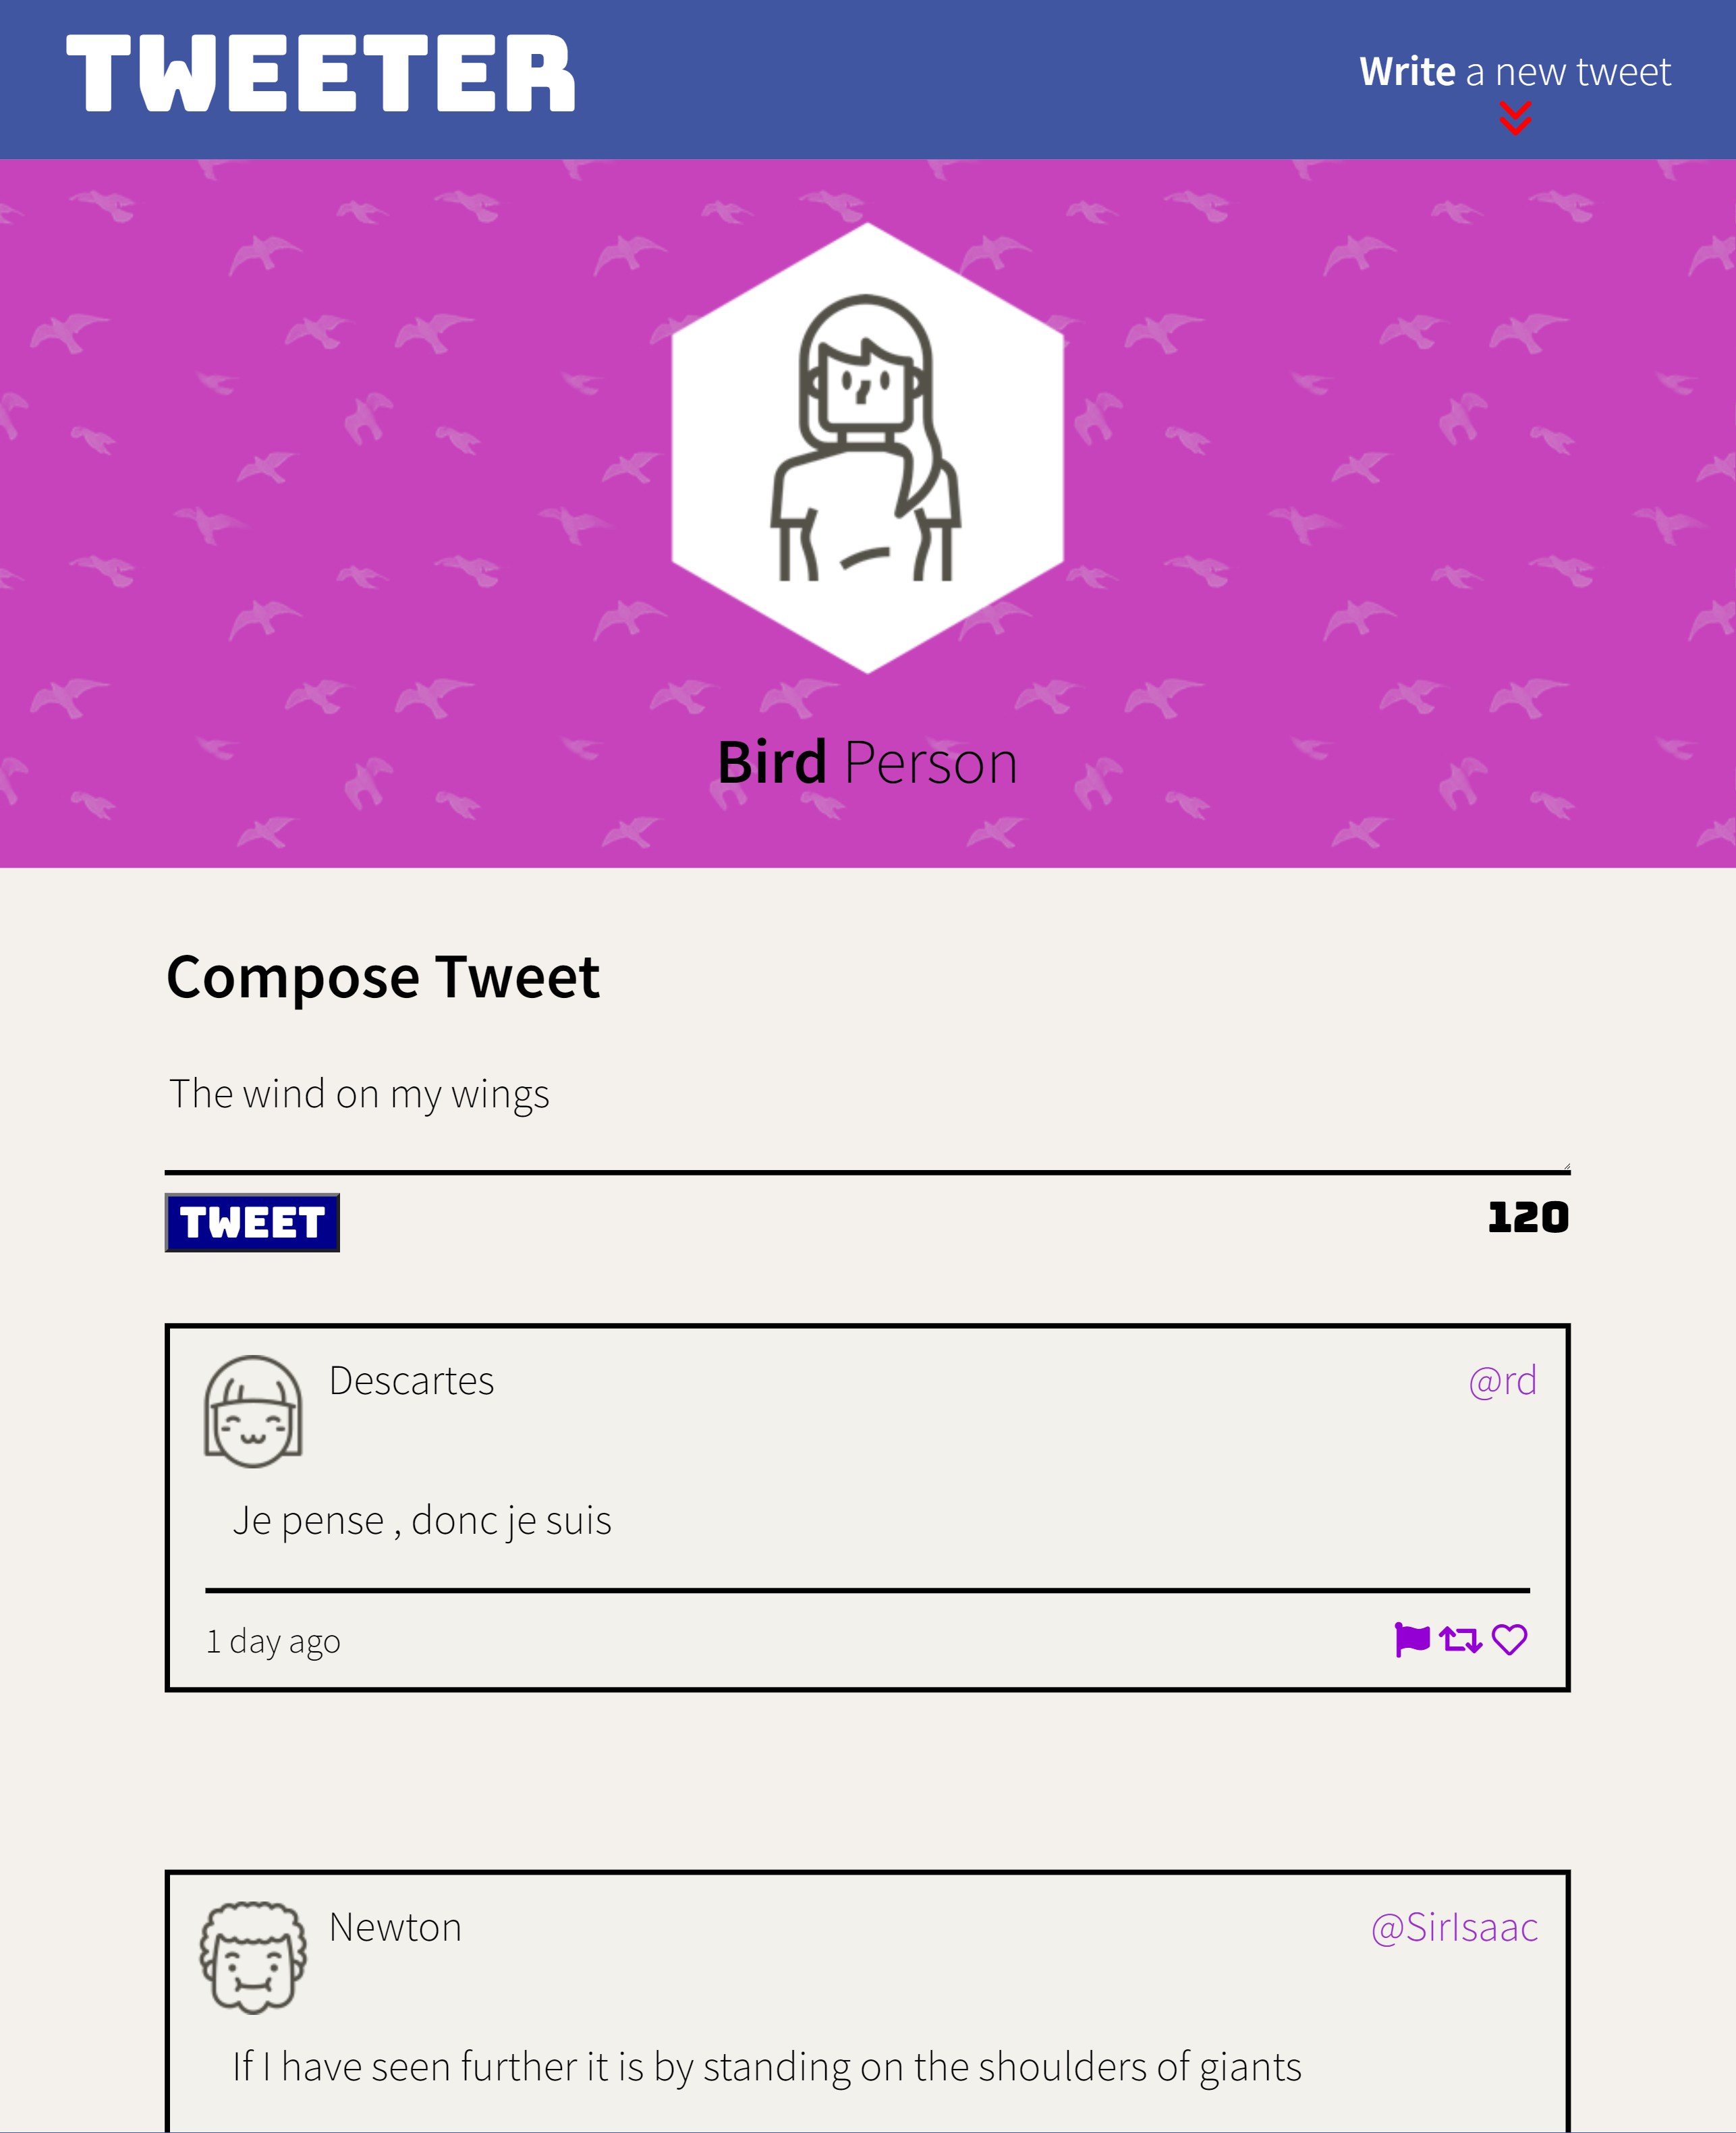 TWEETER
Write a new tweet
Bird Person
Compose Tweet
The wind on my wings
TWEET
120
Descartes
@rd
Je pense , donc je suis
1 day ago
Newton
@SirIsaac
If I have seen further it is by standing on the shoulders of giants